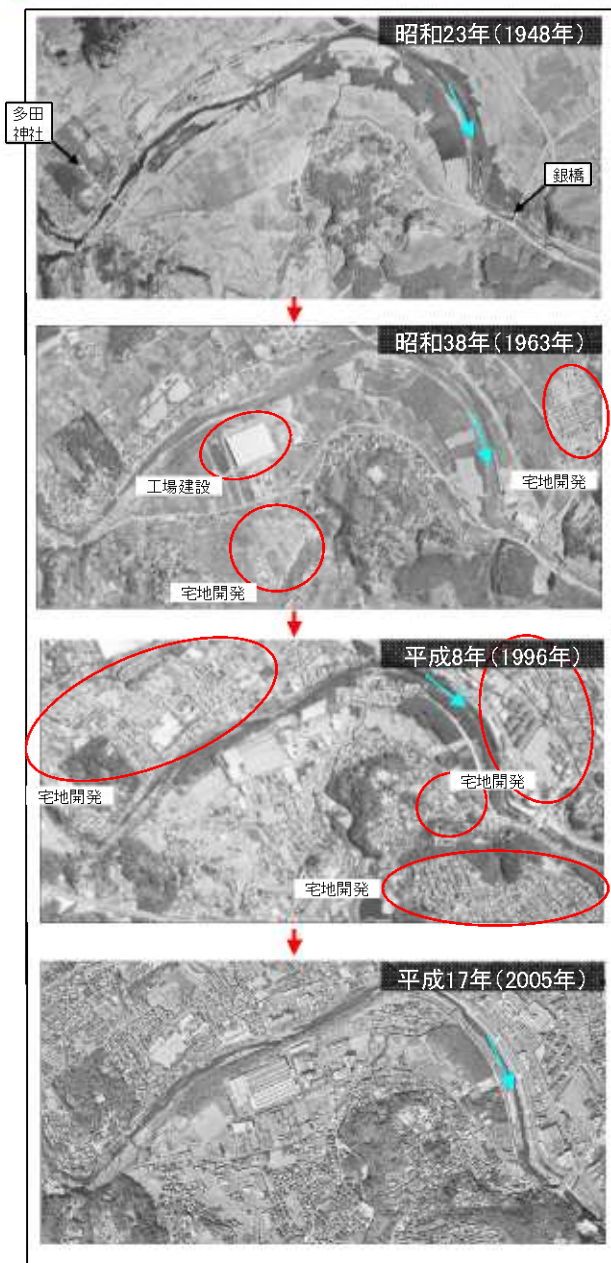 昭和23年(1948年)
多田
神社
銀橋
昭和38年(1963年)
工場建設
宅地開発
宅地開発
平成8年(1996年)
宅地開発
宅地開発
宅地開発
平成17年(2005年)